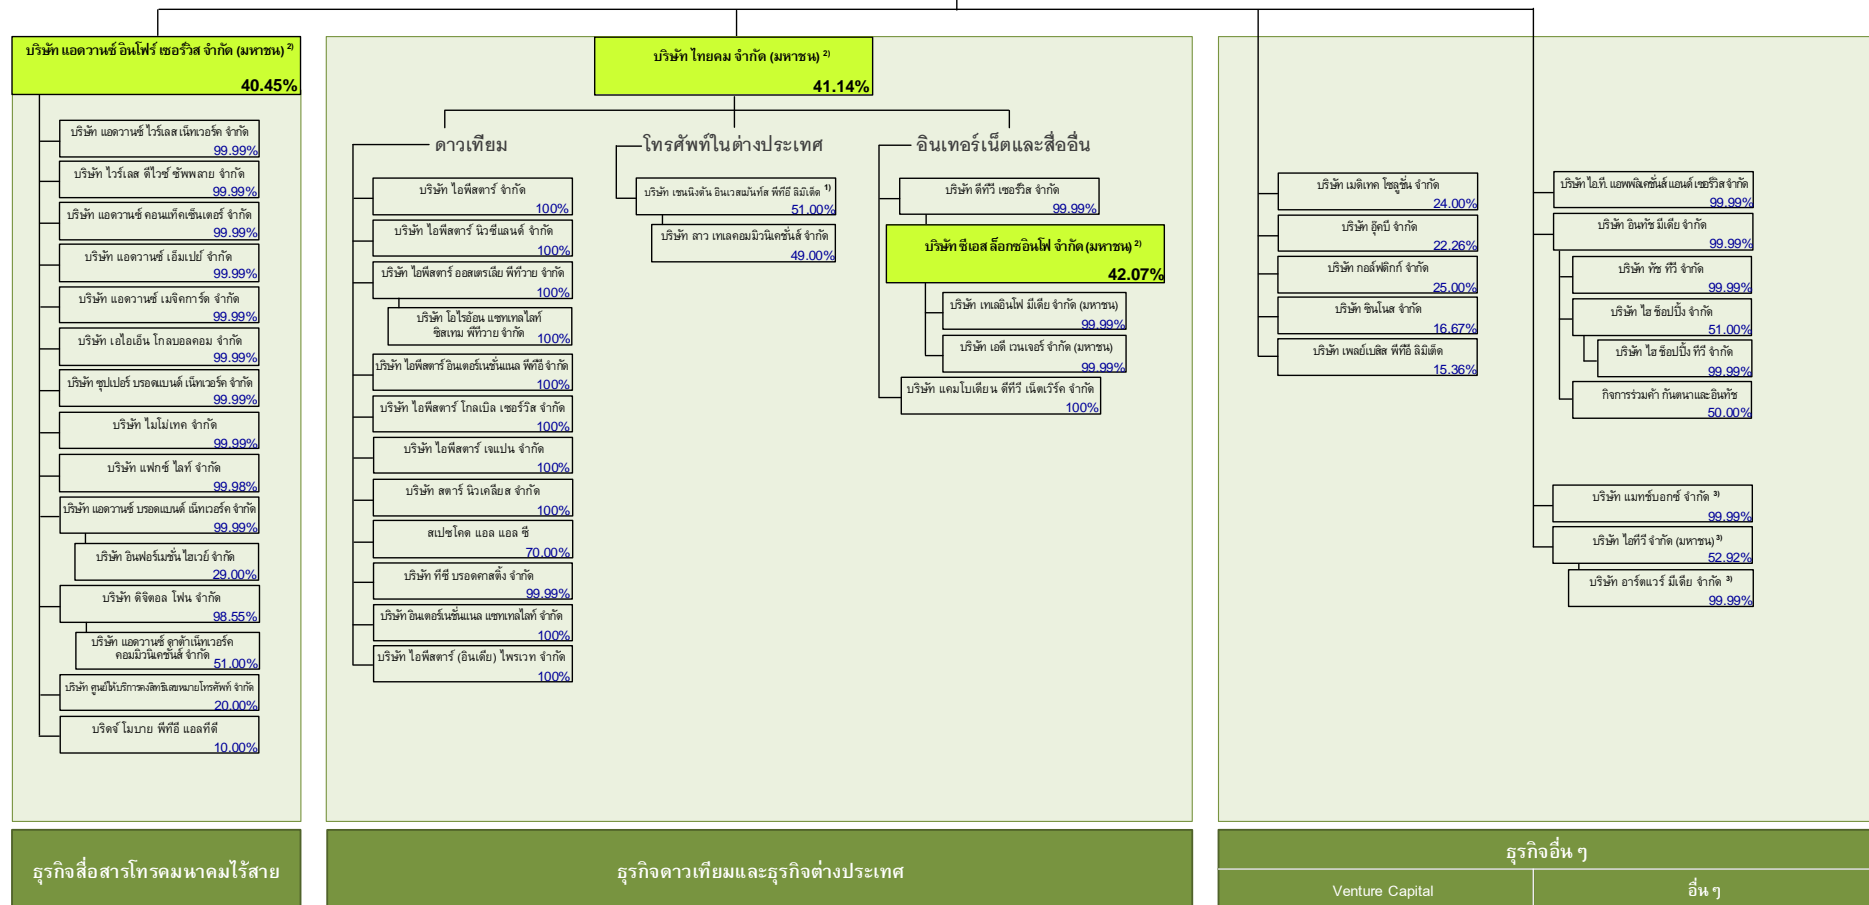 บริษัท แอดวานซ์ อินโฟร์ เซอร์วิส จำกัด (มหาชน) 2)
40.45%
บริษัท แอดวานซ์ ไวร์เลส เน็ทเวอร์ค จำกัด
99.99%
บริษัท ไวร์เลส ดีไวซ์ ซัพพลาย จำกัด
99.99%
บริษัท แอดวานซ์ คอนแท็คเซ็นเตอร์ จำกัด
99.99%
บริษัท แอดวานซ์ เอ็มเปย์ จำกัด
99.99%
บริษัท แอดวานซ์ เมจิคการ์ด จำกัด
99.99%
บริษัท เอไอเอ็น โกลบอลคอม จำกัด
99.99%
บริษัท ซุปเปอร์ บรอดแบนด์ เน็ทเวอร์ค จำกัด
99.99%
บริษัท ไมโม่เทค จำกัด
99.99%
บริษัท แฟกซ์ ไลท์ จำกัด
99.98%
บริษัท แอดวานซ์ บรอดแบนด์ เน็ทเวอร์ค จำกัด
99.99%
บริษัท อินฟอร์เมชั่น ไฮเวย์ จำกัด
29.00%
บริษัท ดิจิตอล โฟน จำกัด
98.55%
บริษัท แอดวานซ์ ดาต้าเน็ทเวอร์ค
คอมมิวนิเคชั่นส์ จำกัด 51.00%
บริษัท ศูนย์ให้บริการคงสิทธิเลขหมายโทรศัพท์ จำกัด
20.00%
บริดจ์ โมบาย พีทีอี แอลทีดี
10.00%
บริษัท ไทยคม จำกัด (มหาชน) 2)
41.14%
ดาวเทียม
บริษัท ไอพีสตาร์ จำกัด
100%
บริษัท ไอพีสตาร์ นิวซีแลนด์ จำกัด
100%
บริษัท ไอพีสตาร์ ออสเตรเลีย พีทีวาย จำกัด
100%
บริษัท โอไรอ้อน แซทเทลไลท์
ซิสเทม พีทีวาย จำกัด 100%
บริษัท ไอพีสตาร์ อินเตอร์เนชั่นแนล พีทีอี จำกัด
100%
บริษัท ไอพีสตาร์ โกลเบิล เซอร์วิส จำกัด
100%
บริษัท ไอพีสตาร์ เจแปน จำกัด
100%
บริษัท สตาร์ นิวเคลียส จำกัด
100%
สเปซโคด แอล แอล ซี
70.00%
บริษัท ทีซี บรอดคาสติ้ง จำกัด
99.99%
บริษัท อินเตอร์เนชั่นแนล แซทเทลไลท์ จำกัด
100%
บริษัท ไอพีสตาร์ (อินเดีย) ไพรเวท จำกัด
100%
โทรศัพท์ในต่างประเทศ
บริษัท เชนนิงตัน อินเวสเม้นท์ส พีทีอี ลิมิเต็ด 1)
51.00%
บริษัท ลาว เทเลคอมมิวนิเคชั่นส์ จำกัด
49.00%
อินเทอร์เน็ตและสื่ออื่น
บริษัท ดีทีวี เซอร์วิส จำกัด
99.99%
บริษัท ซีเอส ล็อกซอินโฟ จำกัด (มหาชน) 2)
42.07%
บริษัท เทเลอินโฟ มีเดีย จำกัด (มหาชน)
99.99%
บริษัท เอดี เวนเจอร์ จำกัด (มหาชน)
99.99%
บริษัท แคมโบเดียน ดีทีวี เน็ตเวิร์ค จำกัด
100%
บริษัท เมดิเทค โซลูชั่น จำกัด
24.00%
บริษัท อุ๊คบี จำกัด
22.26%
บริษัท กอล์ฟดิกก์ จำกัด
25.00%
บริษัท ซินโนส จำกัด
16.67%
บริษัท เพลย์เบสิส พีทีอี ลิมิเต็ด
15.36%
บริษัท ไอ.ที. แอพพลิเคชั่นส์ แอนด์ เซอร์วิส จำกัด
99.99%
บริษัท อินทัช มีเดีย จำกัด
99.99%
บริษัท ทัช ทีวี จำกัด
99.99%
บริษัท ไฮ ช็อปปิ้ง จำกัด
51.00%
บริษัท ไฮ ช็อปปิ้ง ทีวี จำกัด
99.99%
กิจการร่วมค้า กันตนาและอินทัช
50.00%
บริษัท แมทช์บอกซ์ จำกัด 3)
99.99%
บริษัท ไอทีวี จำกัด (มหาชน) 3)
52.92%
บริษัท อาร์ตแวร์ มีเดีย จำกัด 3)
99.99%
ธุรกิจสื่อสารโทรคมนาคมไร้สาย
ธุรกิจดาวเทียมและธุรกิจต่างประเทศ
ธุรกิจอื่น ๆ
Venture Capital
อื่น ๆ